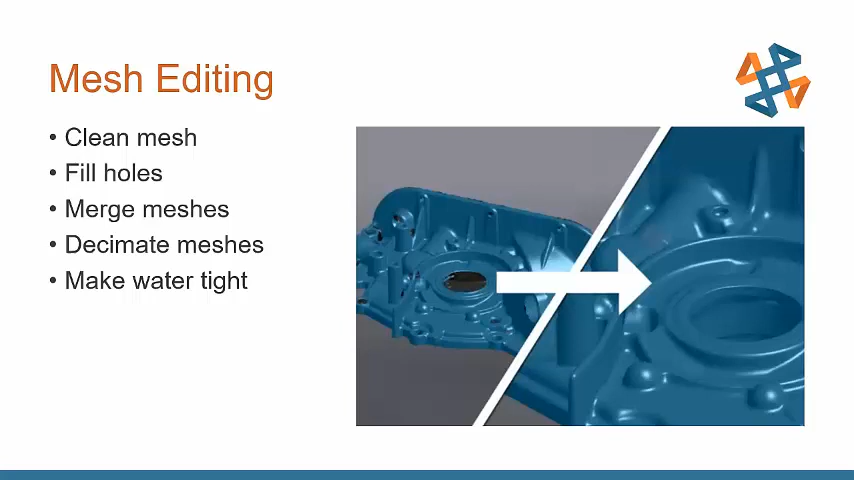 Mesh Editing
• Clean mesh
• Fill holes
• Merge meshes
• Decimate meshes
• Make water tight